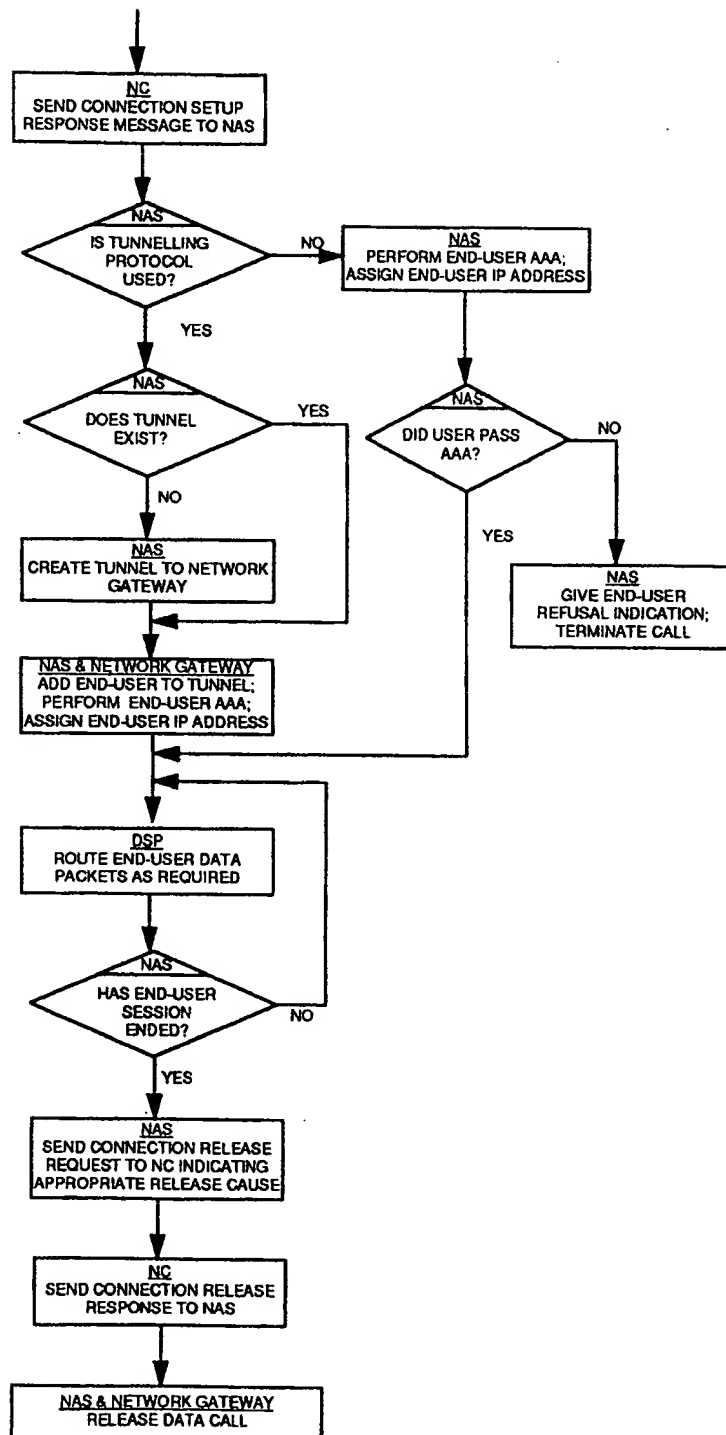 NC
SEND CONNECTION SETUP
RESPONSE MESSAGE TO NAS
NAS
IS TUNNELLING
PROTOCOL
USED?
NO
NAS
PERFORM END-USER AAA;
ASSIGN END-USER IP ADDRESS
YES
NAS
DOES TUNNEL
EXIST?
YES
NAS
DID USER PASS
AAA?
NO
NO
YES
NAS
CREATE TUNNEL TO NETWORK
GATEWAY
NAS
GIVE END-USER
REFUSAL INDICATION;
TERMINATE CALL
NAS & NETWORK GATEWAY
ADD END-USER TO TUNNEL;
PERFORM END-USER AAA;
ASSIGN END-USER IP ADDRESS
DSP
ROUTE END-USER DATA
PACKETS AS REQUIRED
NAS
HAS END-USER
SESSION
ENDED?
NO
YES
NAS
SEND CONNECTION RELEASE
REQUEST TO NC INDICATING
APPROPRIATE RELEASE CAUSE
NC
SEND CONNECTION RELEASE
RESPONSE TO NAS
NAS & NETWORK GATEWAY
RELEASE DATA CALL